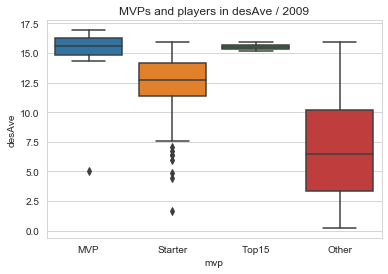 MVPs and players in desAve / 2009
desAve
17.5
15.0
12.5
10.0
7.5
5.0
2.5
0.0
MVP
Starter
Top15
Other
mvp